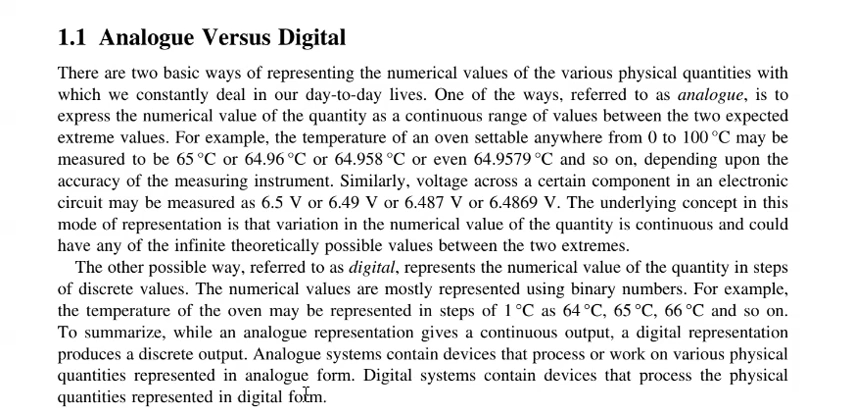 1.1 Analogue Versus Digital
There are two basic ways of representing the numerical values of the various physical quantities with
which we constantly deal in our day-to-day lives. One of the ways, referred to as analogue, is to
express the numerical value of the quantity as a continuous range of values between the two expected
extreme values. For example, the temperature of an oven settable anywhere from 0 to 100 °C may be
measured to be 65 °C or 64.96 °C or 64.958 °C or even 64.9579 °C and so on, depending upon the
accuracy of the measuring instrument. Similarly, voltage across a certain component in an electronic
circuit may be measured as 6.5 V or 6.49 V or 6.487 V or 6.4869 V. The underlying concept in this
mode of representation is that variation in the numerical value of the quantity is continuous and could
have any of the infinite theoretically possible values between the two extremes.
The other possible way, referred to as digital, represents the numerical value of the quantity in steps
of discrete values. The numerical values are mostly represented using binary numbers. For example,
the temperature of the oven may be represented in steps of 1 °C as 64 °C, 65 °C, 66 °C and so on.
To summarize, while an analogue representation gives a continuous output, a digital representation
produces a discrete output. Analogue systems contain devices that process or work on various physical
quantities represented in analogue form. Digital systems contain devices that process the physical
quantities represented in digital form.